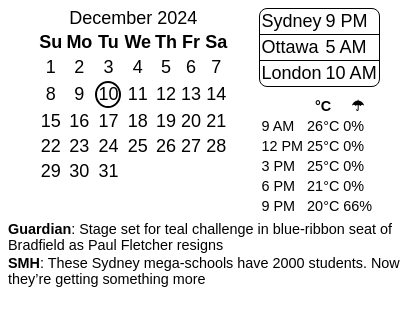 December 2024
Su Mo Tu We Th Fr Sa
1 2 3 4 5 6 7
8 9 10 11 12 13 14
15 16 17 18 19 20 21
22 23 24 25 26 27 28
29 30 31
Sydney 9 PM
Ottawa 5 AM
London 10 AM
°C ☂
9 AM 26°C 0%
12 PM 25°C 0%
3 PM 25°C 0%
6 PM 21°C 0%
9 PM 20°C 66%
Guardian: Stage set for teal challenge in blue-ribbon seat of
Bradfield as Paul Fletcher resigns
SMH: These Sydney mega-schools have 2000 students. Now
they're getting something more